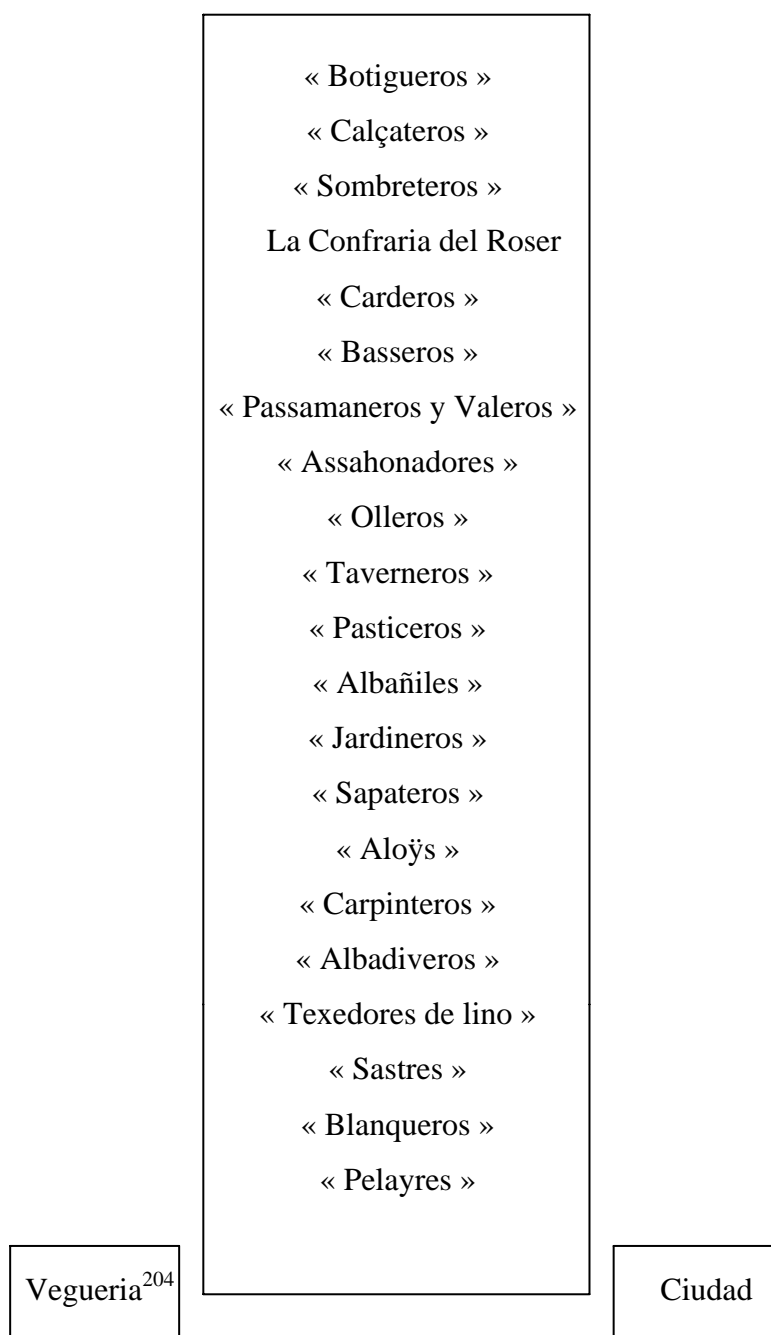 « Botigueros »
« Calçateros »
« Sombreteros »
La Confraria del Roser
« Carderos »
« Basseros »
« Passamaneros y Valeros »
« Assahonadores »
« Olleros »
« Taverneros »
« Pasticeros »
« Albañiles »
« Jardineros »
« Sapateros »
« Aloÿs »
« Carpinteros »
« Albadiveros »
« Texedores de lino »
« Sastres »
« Blanqueros »
« Pelayres »
Vegueria204
Ciudad